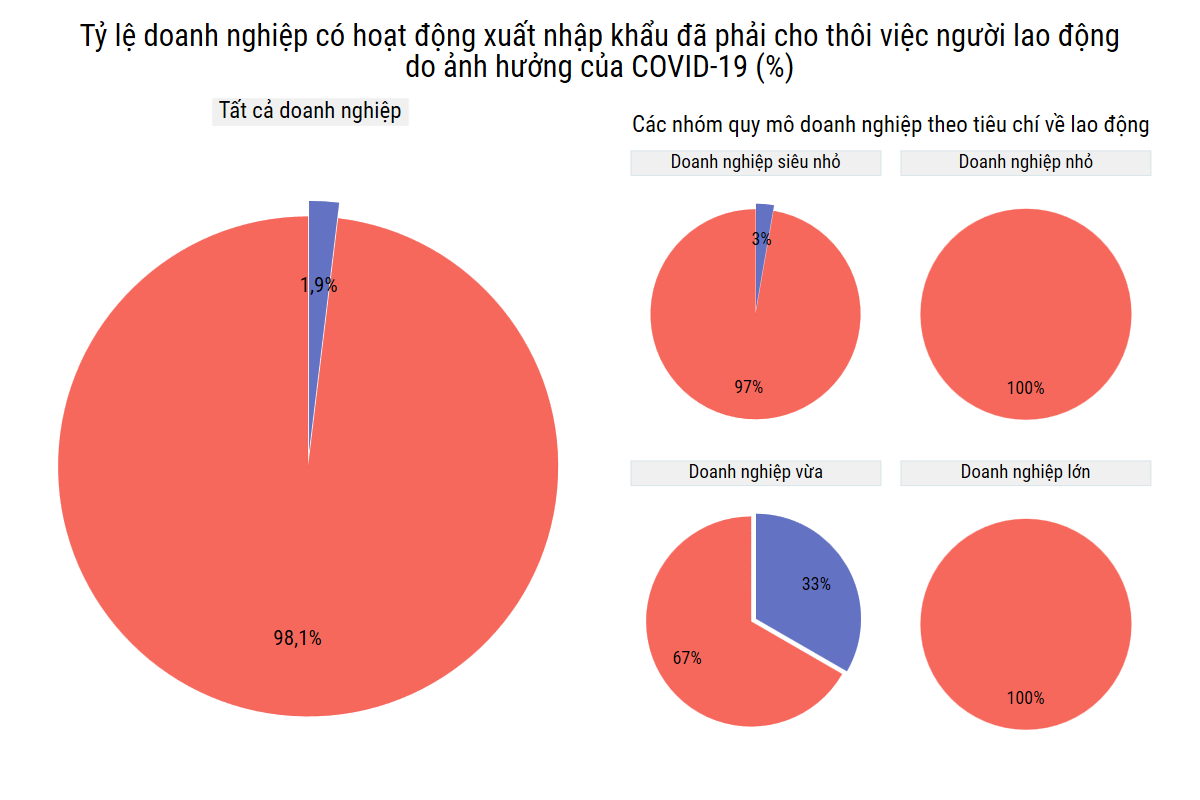 Tỷ lệ doanh nghiệp có hoạt động xuất nhập khẩu đã phải cho thôi việc người lao động
do ảnh hưởng của COVID-19 (%)
Tất cả doanh nghiệp
1,9%
98,1%
Các nhóm quy mô doanh nghiệp theo tiêu chí về lao động
Doanh nghiệp siêu nhỏ
3%
97%
Doanh nghiệp nhỏ
100%
Doanh nghiệp vừa
33%
67%
Doanh nghiệp lớn
100%